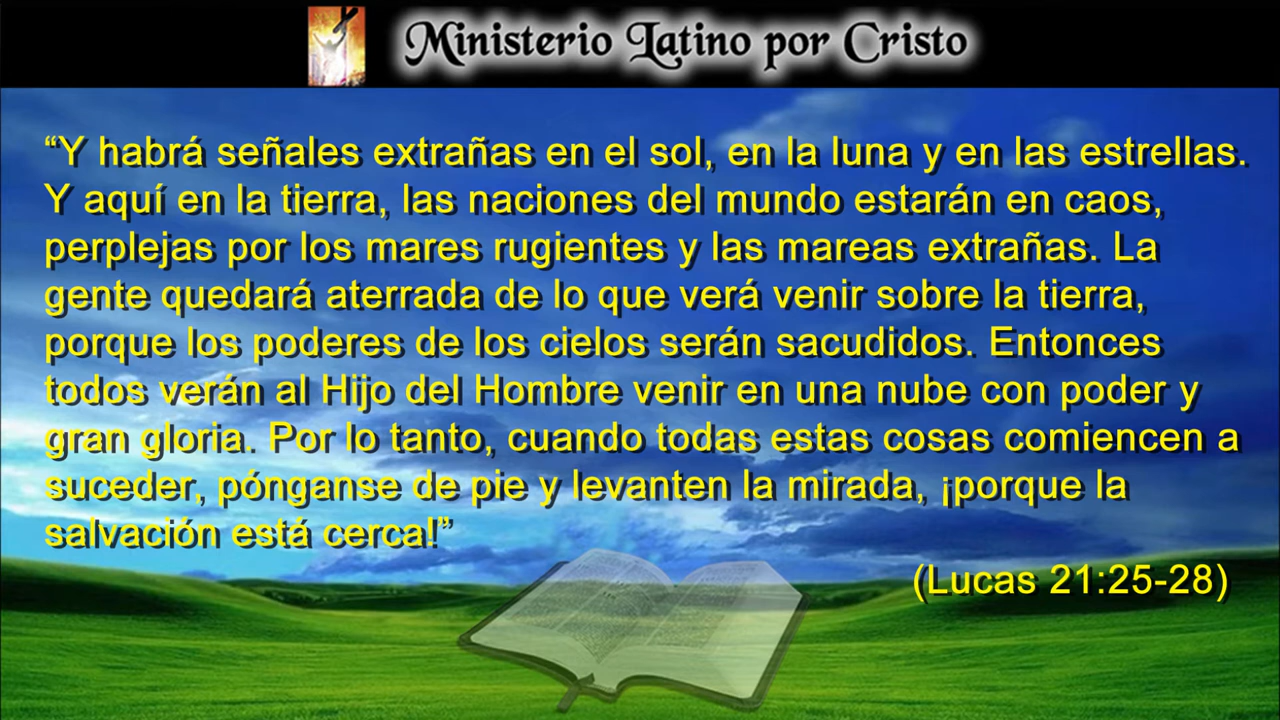 Ministerio Latino por Cristo
“Y habrá señales extrañas en el sol, en la luna y en las estrellas.
Y aquí en la tierra, las naciones del mundo estarán en caos,
perplejas por los mares rugientes y las mareas extrañas. La
gente quedará aterrada de lo que verá venir sobre la tierra,
porque los poderes de los cielos serán sacudidos. Entonces
todos verán al Hijo del Hombre venir en una nube con poder y
gran gloria. Por lo tanto, cuando todas estas cosas comiencen a
suceder, pónganse de pie y levanten la mirada, ¡porque la
salvación está cerca!”
(Lucas 21:25-28)